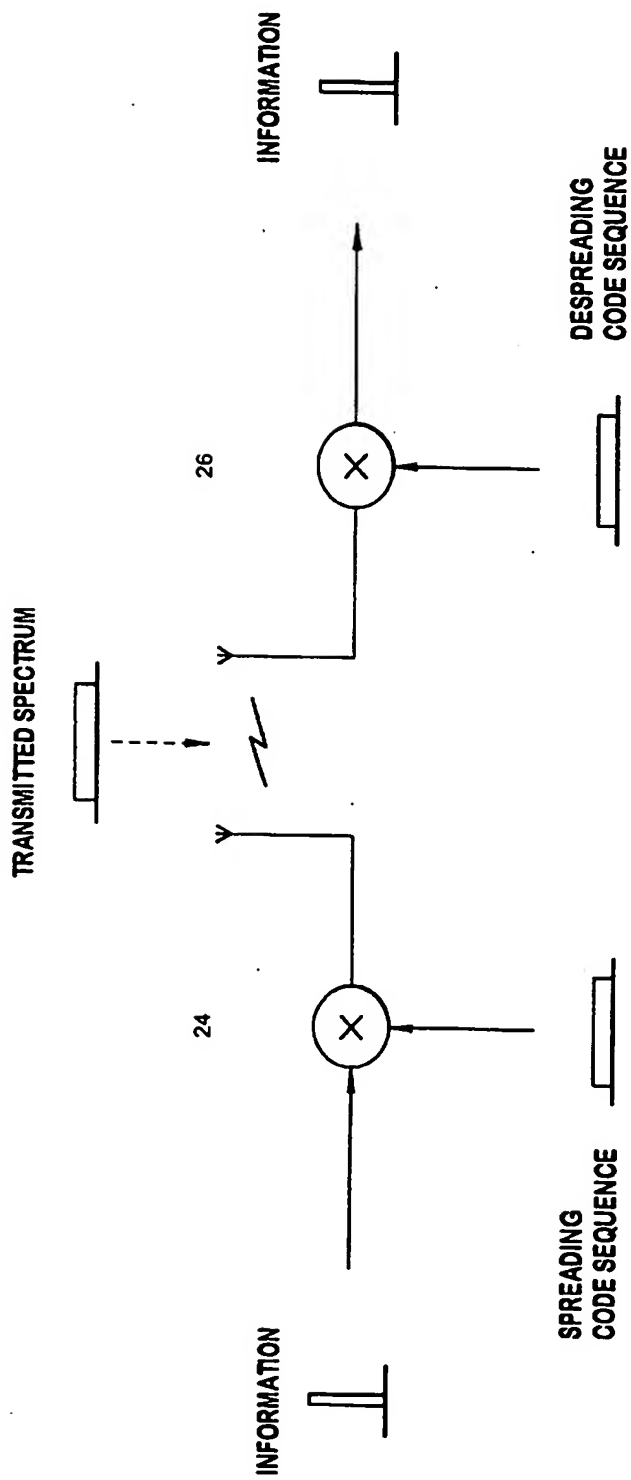 TRANSMITTED SPECTRUM
24
26
INFORMATION
INFORMATION
SPREADING
CODE SEQUENCE
DESPREADING
CODE SEQUENCE